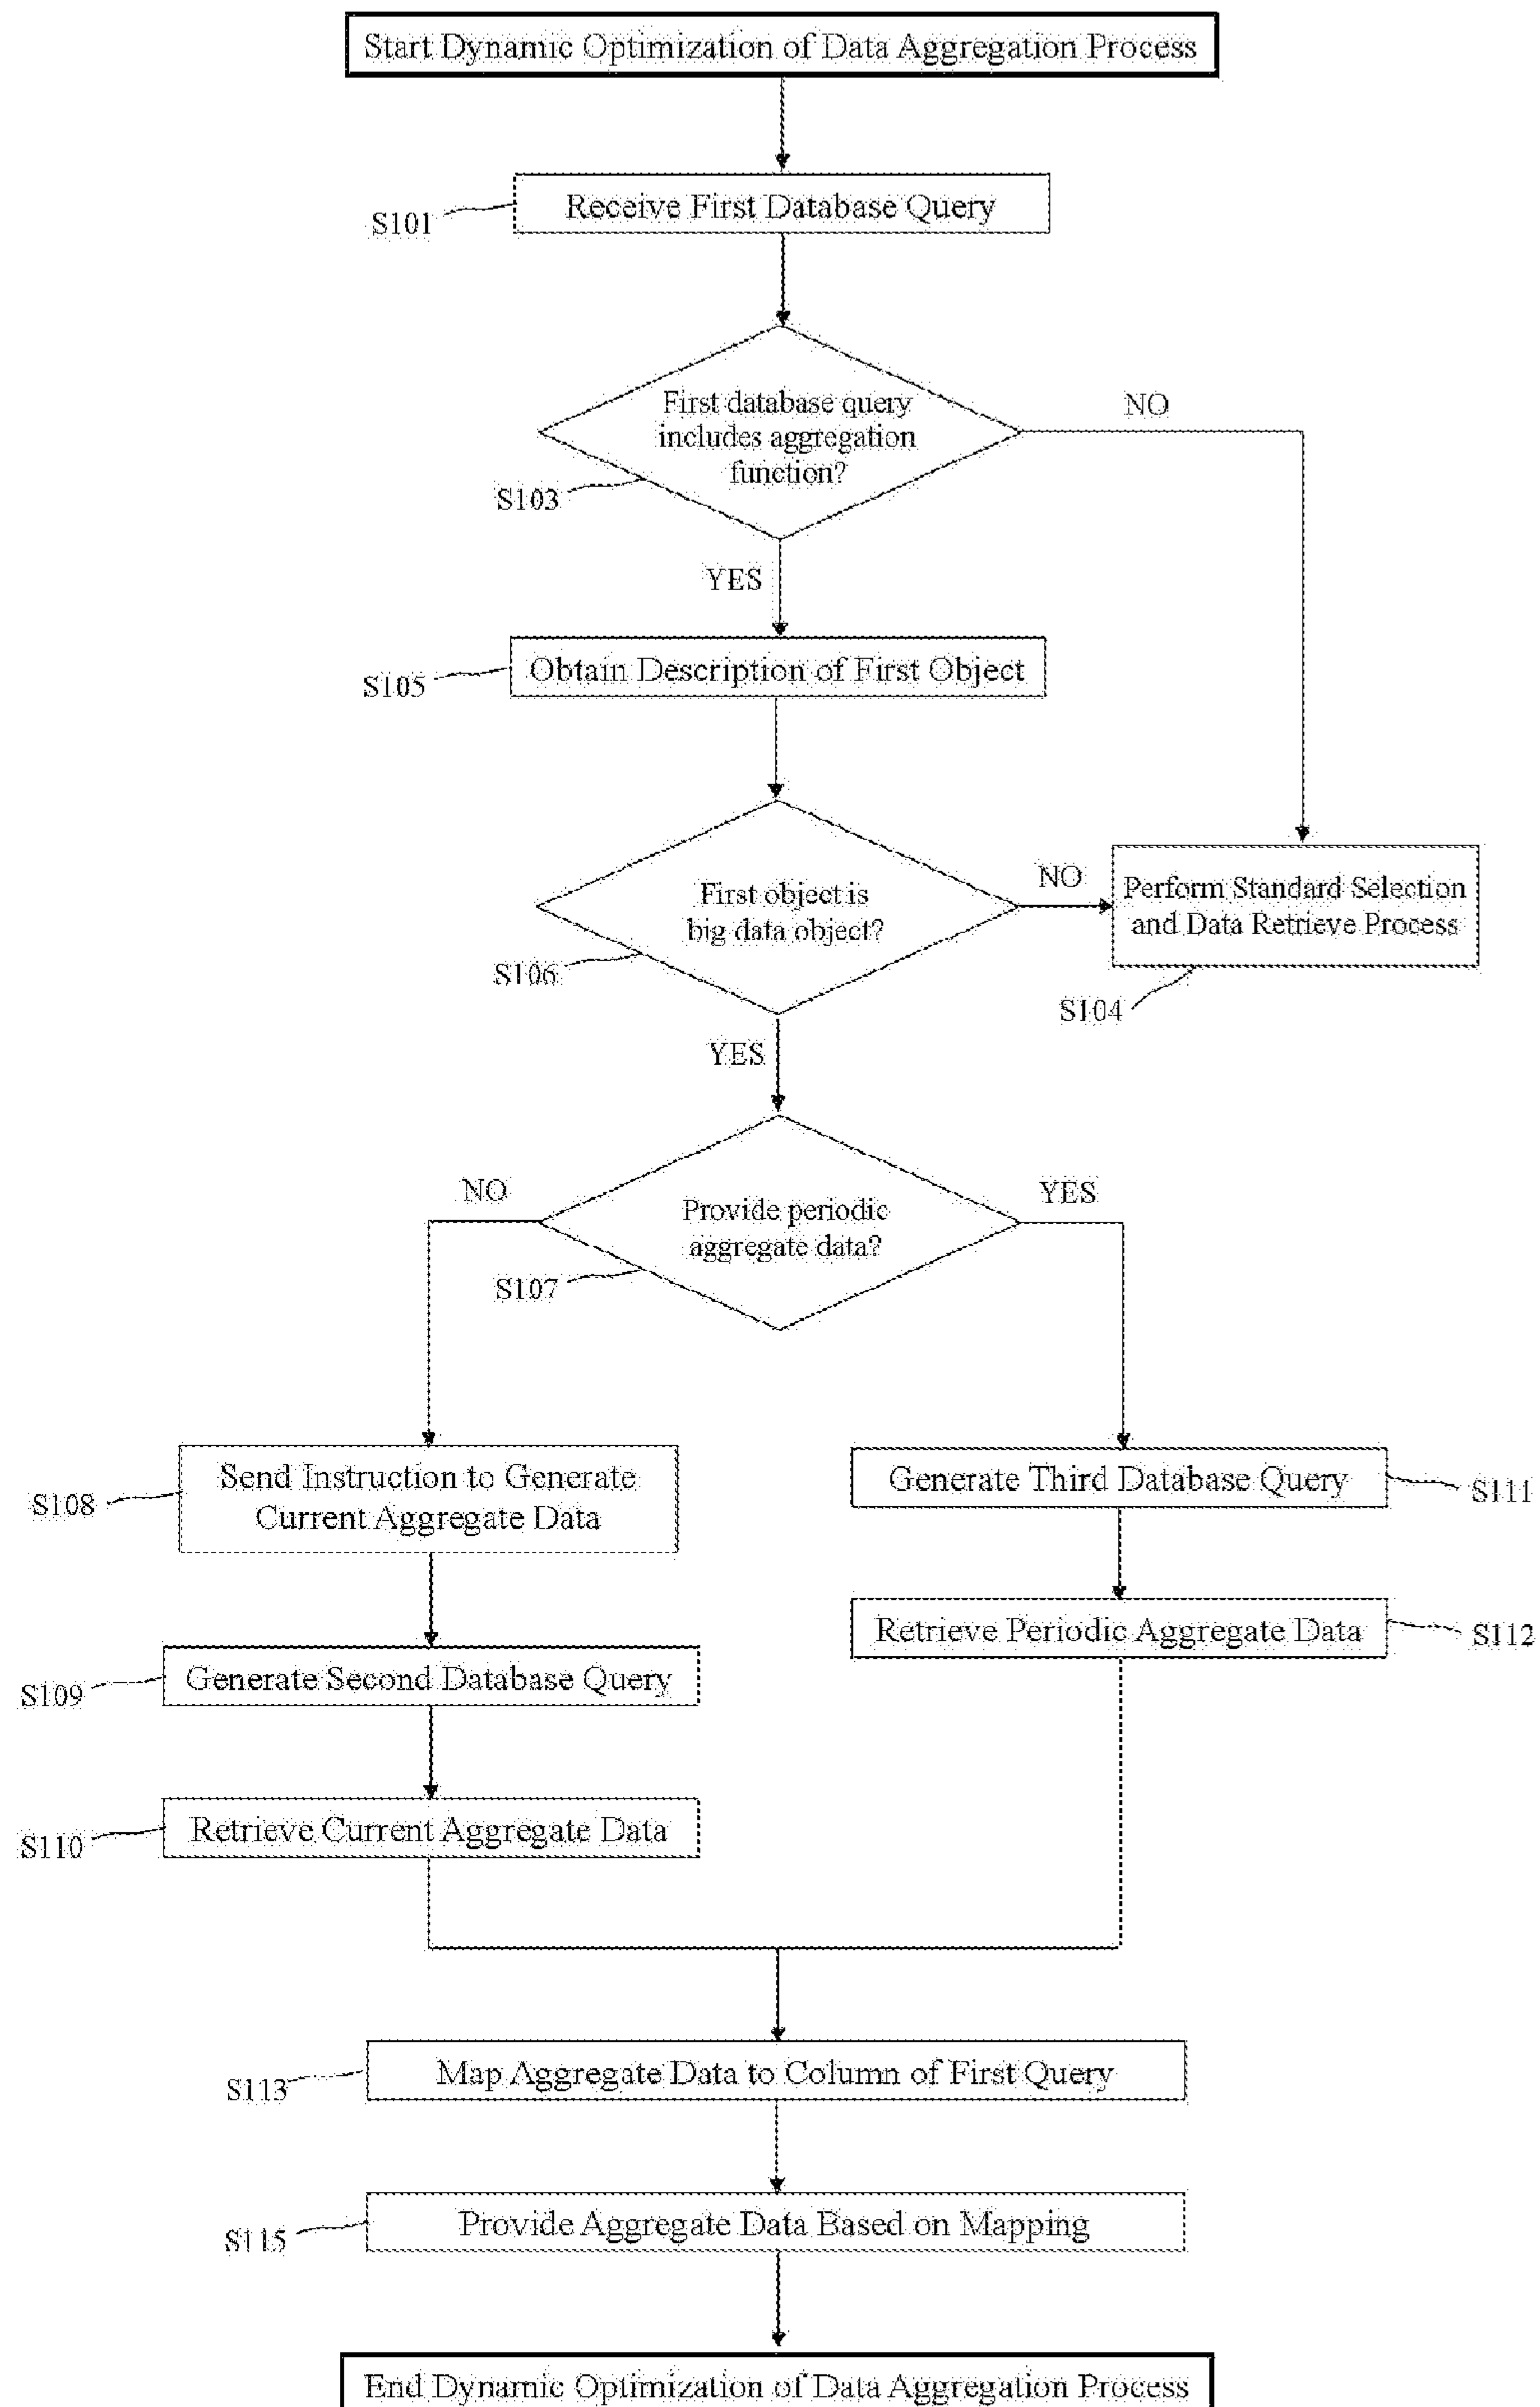 Start Dynamic Optimization of Data Aggregation Process
Receive First Database Query
S101
First database query
includes aggregation
function?
NO
S103
YES
Obtain Description of First Object
S105
First object is
big data object?
NO
Perform Standard Selection
and Data Retrieve Process
S106
S104
YES
NO
YES
Provide periodic
aggregate data?
S107
Send Instruction to Generate
Current Aggregate Data
S108
Generate Third Database Query
S111
Retrieve Periodic Aggregate Data
S112
Generate Second Database Query
S109
Retrieve Current Aggregate Data
S110
Map Aggregate Data to Column of First Query
S113
Provide Aggregate Data Based on Mapping
S115
End Dynamic Optimization of Data Aggregation Process